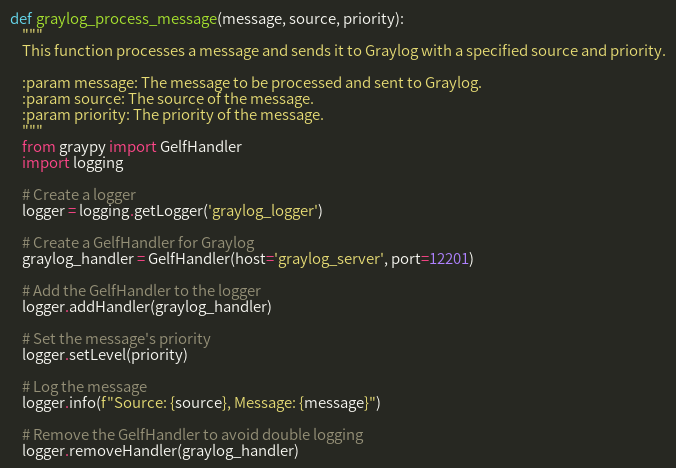 def graylog_process_message(message, source, priority):
    """
    This function processes a message and sends it to Graylog with a specified source and priority.

    :param message: The message to be processed and sent to Graylog.
    :param source: The source of the message.
    :param priority: The priority of the message.
    """
    from graypy import GelfHandler
    import logging

    # Create a logger
    logger = logging.getLogger('graylog_logger')

    # Create a GelfHandler for Graylog
    graylog_handler = GelfHandler(host='graylog_server', port=12201)

    # Add the GelfHandler to the logger
    logger.addHandler(graylog_handler)

    # Set the message's priority
    logger.setLevel(priority)

    # Log the message
    logger.info(f"Source: {source}, Message: {message}")

    # Remove the GelfHandler to avoid double logging
    logger.removeHandler(graylog_handler)